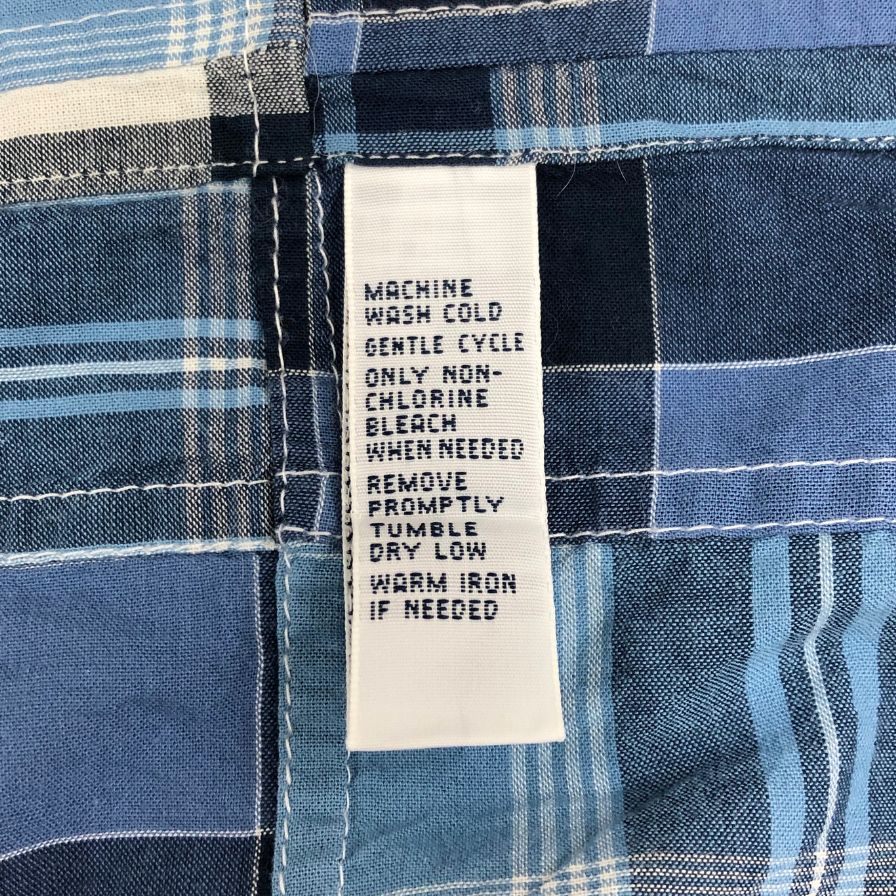 MACHINE
WASH COLD
GENTLE CYCLE
ONLY NON-
CHLORINE
BLEACH
WHEN NEEDED
REMOVE
PROMPTLY
TUMBLE
DRY LOW
WARM IRON
IF NEEDED